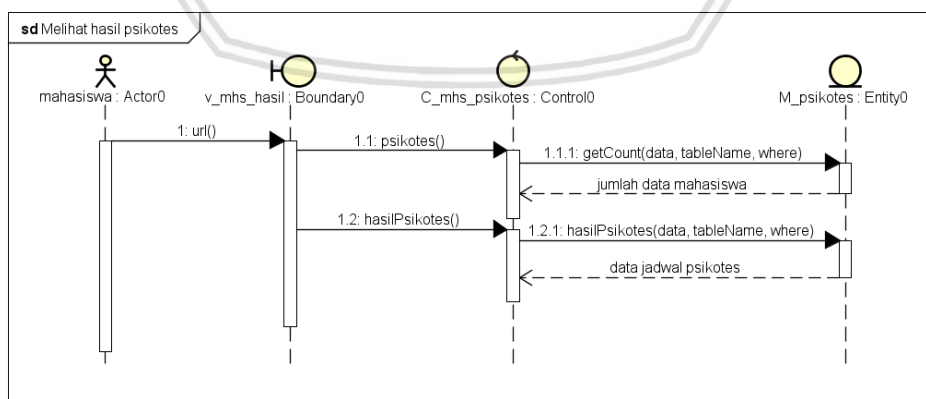 sd Melihat hasil psikotes
mahasiswa : Actor0
v_mhs_hasil : Boundary0
C_mhs_psikotes : Control0
M_psikotes : Entity0
1: url()
1.1: psikotes()
1.1.1: getCount(data, tableName, where)
jumlah data mahasiswa
1.2: hasilPsikotes()
1.2.1: hasilPsikotes(data, tableName, where)
data jadwal psikotes